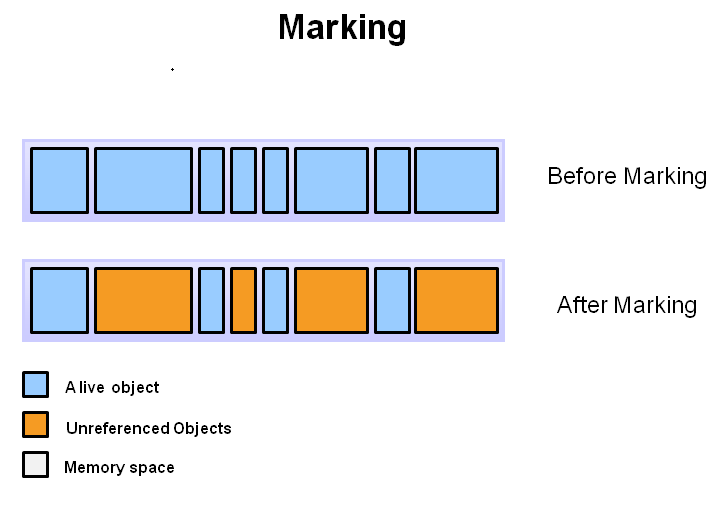 Marking
Before Marking
After Marking
A live object
Unreferenced Objects
Memory space